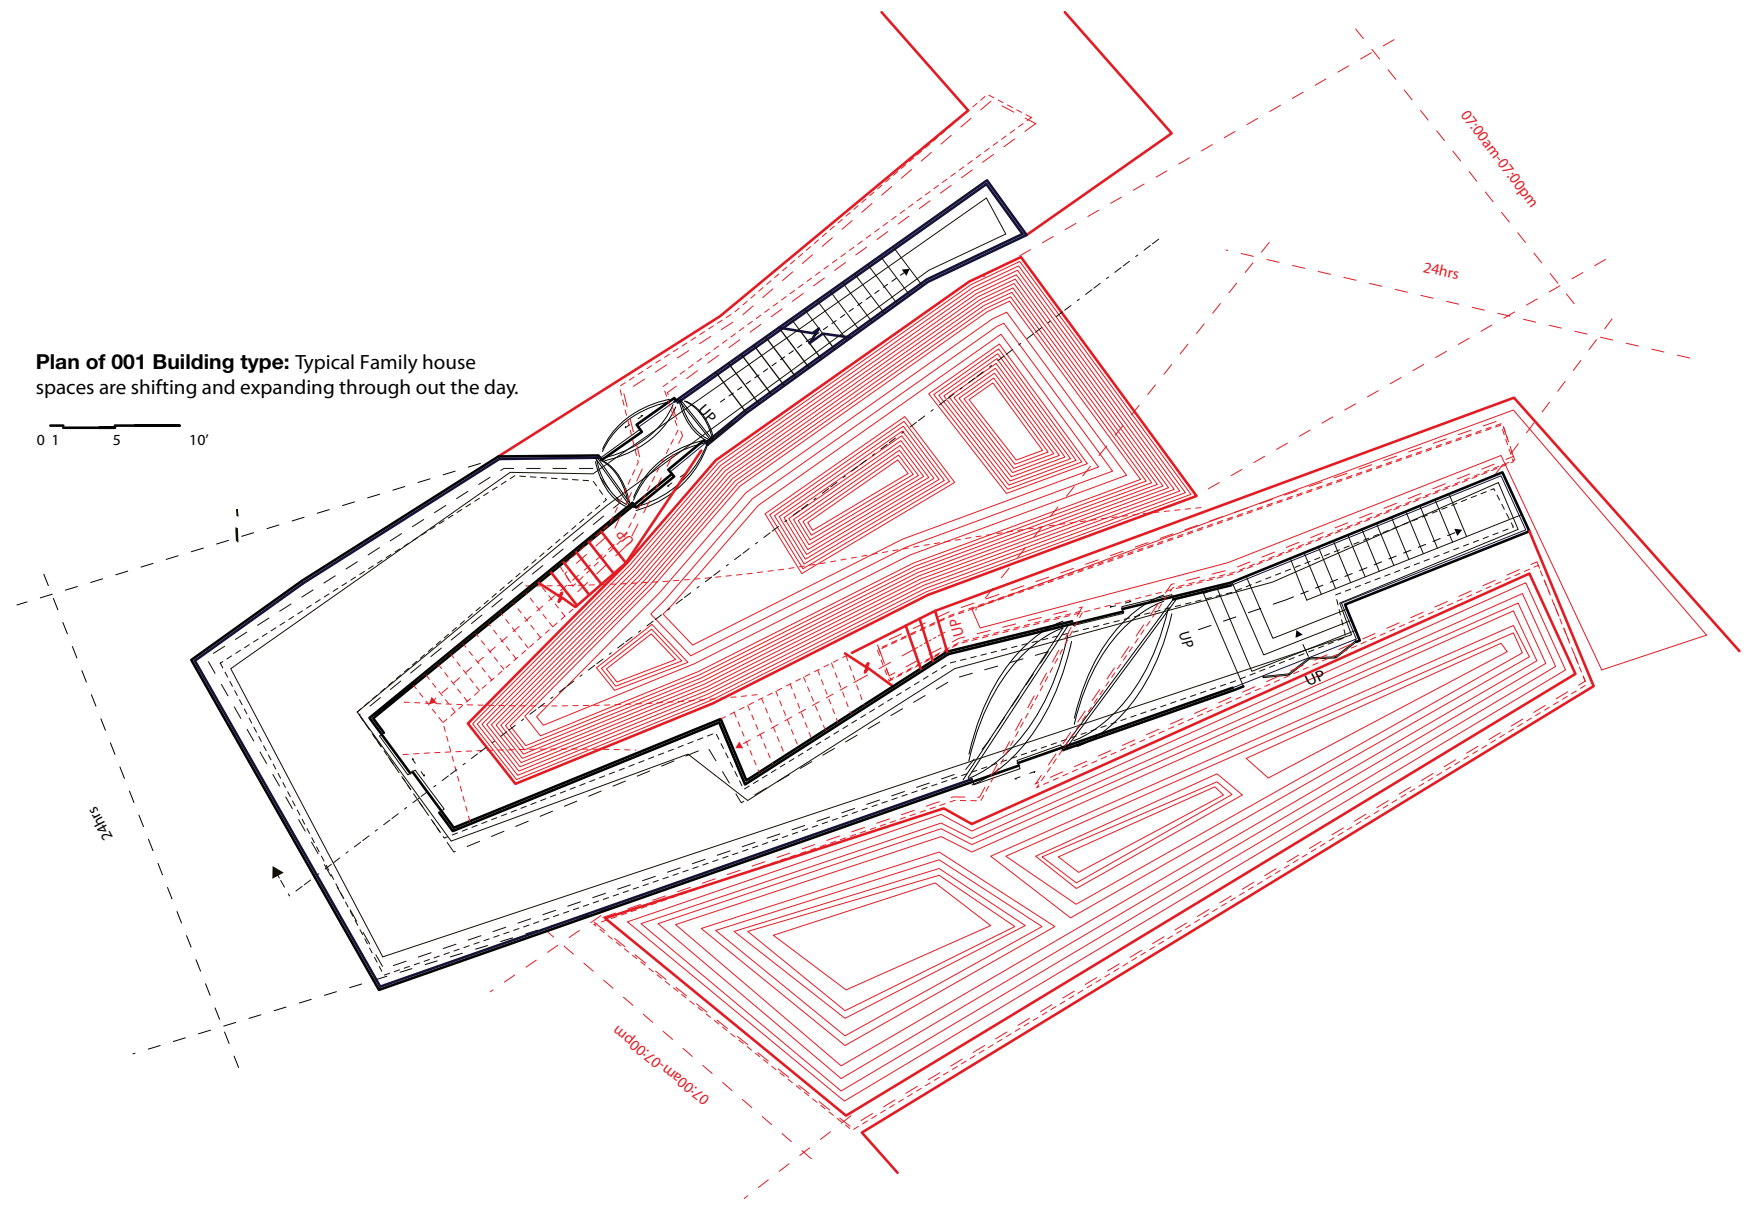 07:00am-07:00pm
24hrs
Plan of 001 Building type: Typical Family house
spaces are shifting and expanding through out the day.
0 1 5 10'
UP
UP
UP
UP
UP
24hrs
07:00am-07:00pm